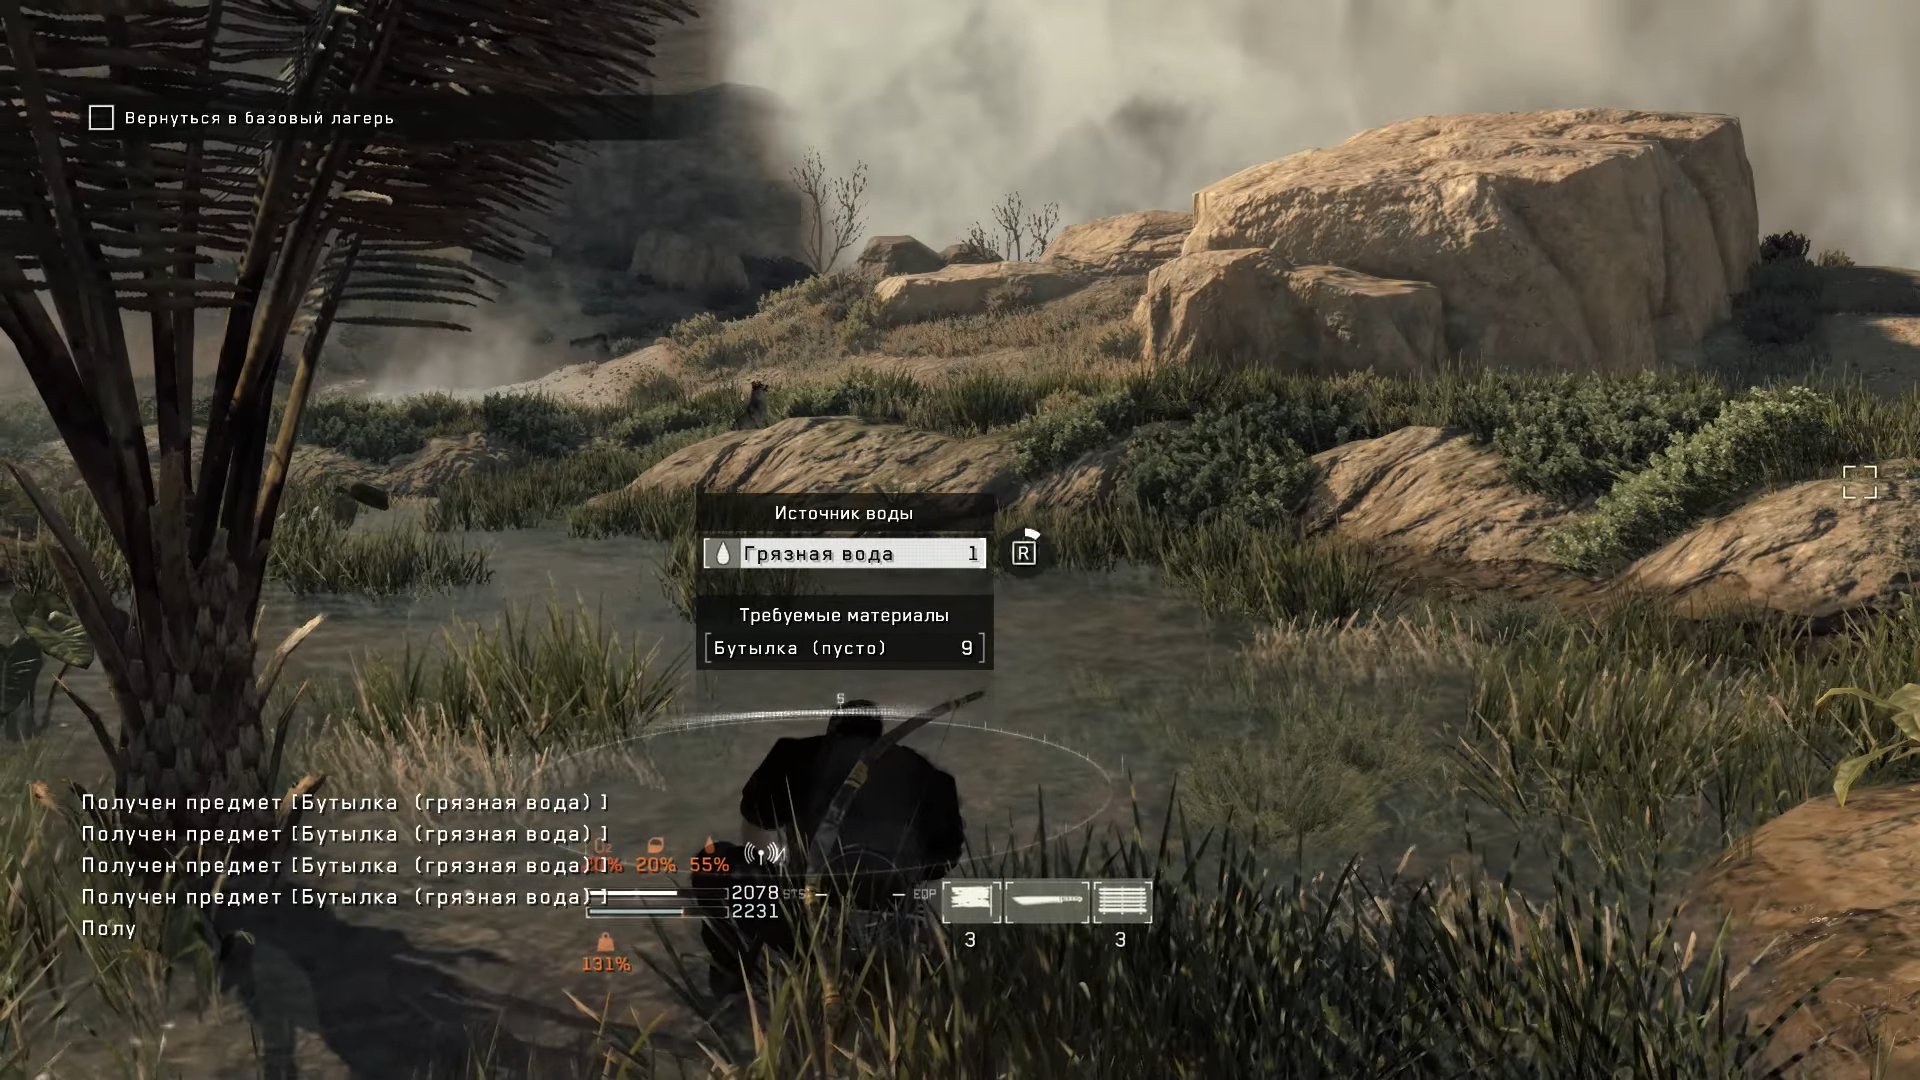 Вернуться в базовый лагерь
Источник воды
Грязная вода 1
R
Требуемые материалы
Бутылка (пусто) 9
S
Получен предмет [Бутылка (грязная вода)]
Получен предмет [Бутылка (грязная вода)]
Получен предмет [Бутылка (грязная вода)]
Получен предмет [Бутылка (грязная вода)]
Полу
20% 55%
2078 STS
2231
EQP
3 3
131%